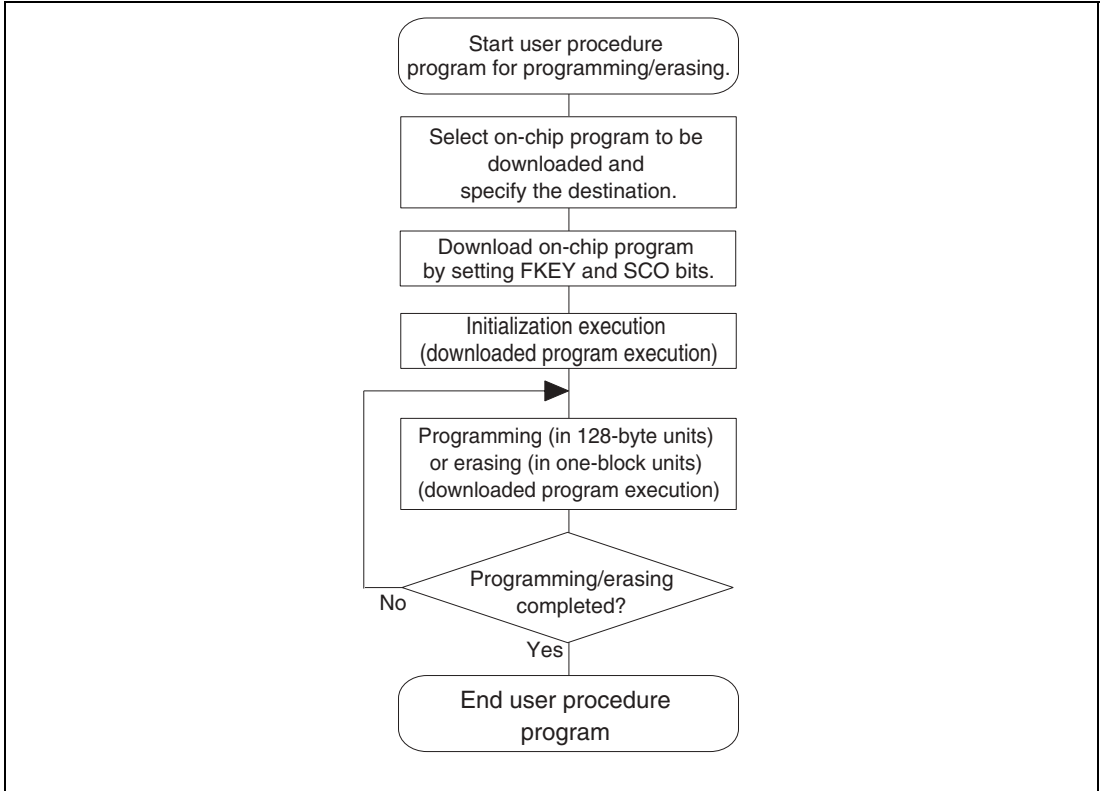 Start user procedure
program for programming/erasing.
Select on-chip program to be
downloaded and
specify the destination.
Download on-chip program
by setting FKEY and SCO bits.
Initialization execution
(downloaded program execution)
Programming (in 128-byte units)
or erasing (in one-block units)
(downloaded program execution)
Programming/erasing
completed?
No
Yes
End user procedure
program